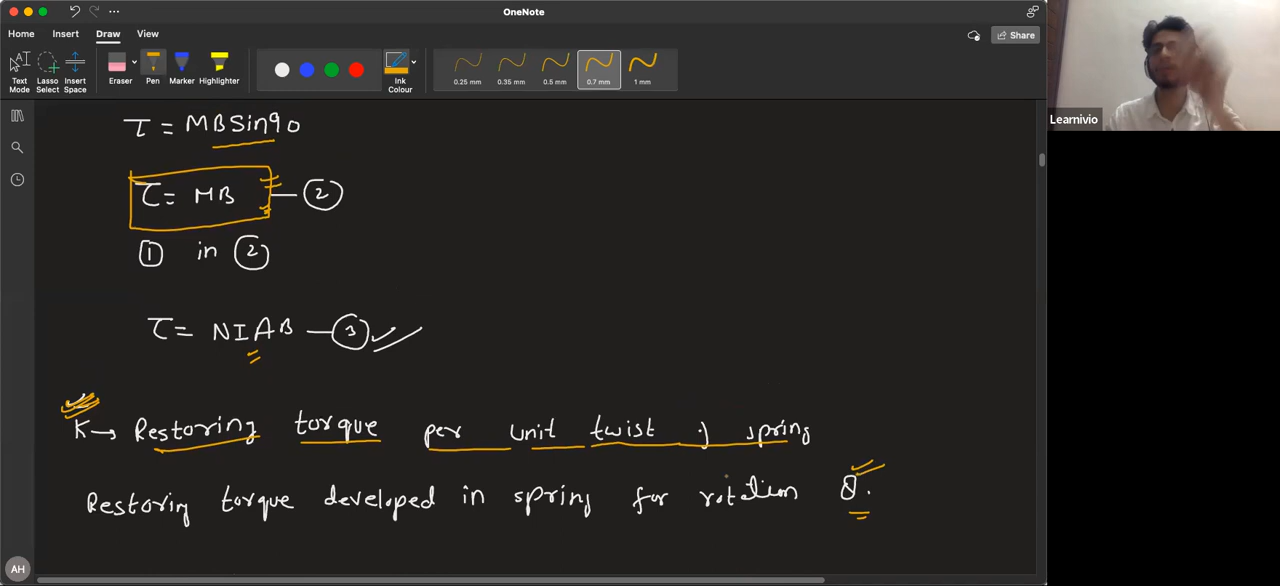 OneNote
Home Insert Draw View
Share
Text Mode Lasso Select Insert Space Eraser Pen Marker Highlighter Ink Colour 0.25 mm 0.35 mm 0.5 mm 0.7 mm 1 mm
Learnivio
τ = MBSin90
τ = MB — ②
① in ②
τ = NIAB — ③
K → Restoring torque per unit twist of spring
Restoring torque developed in spring for rotation θ.
AH